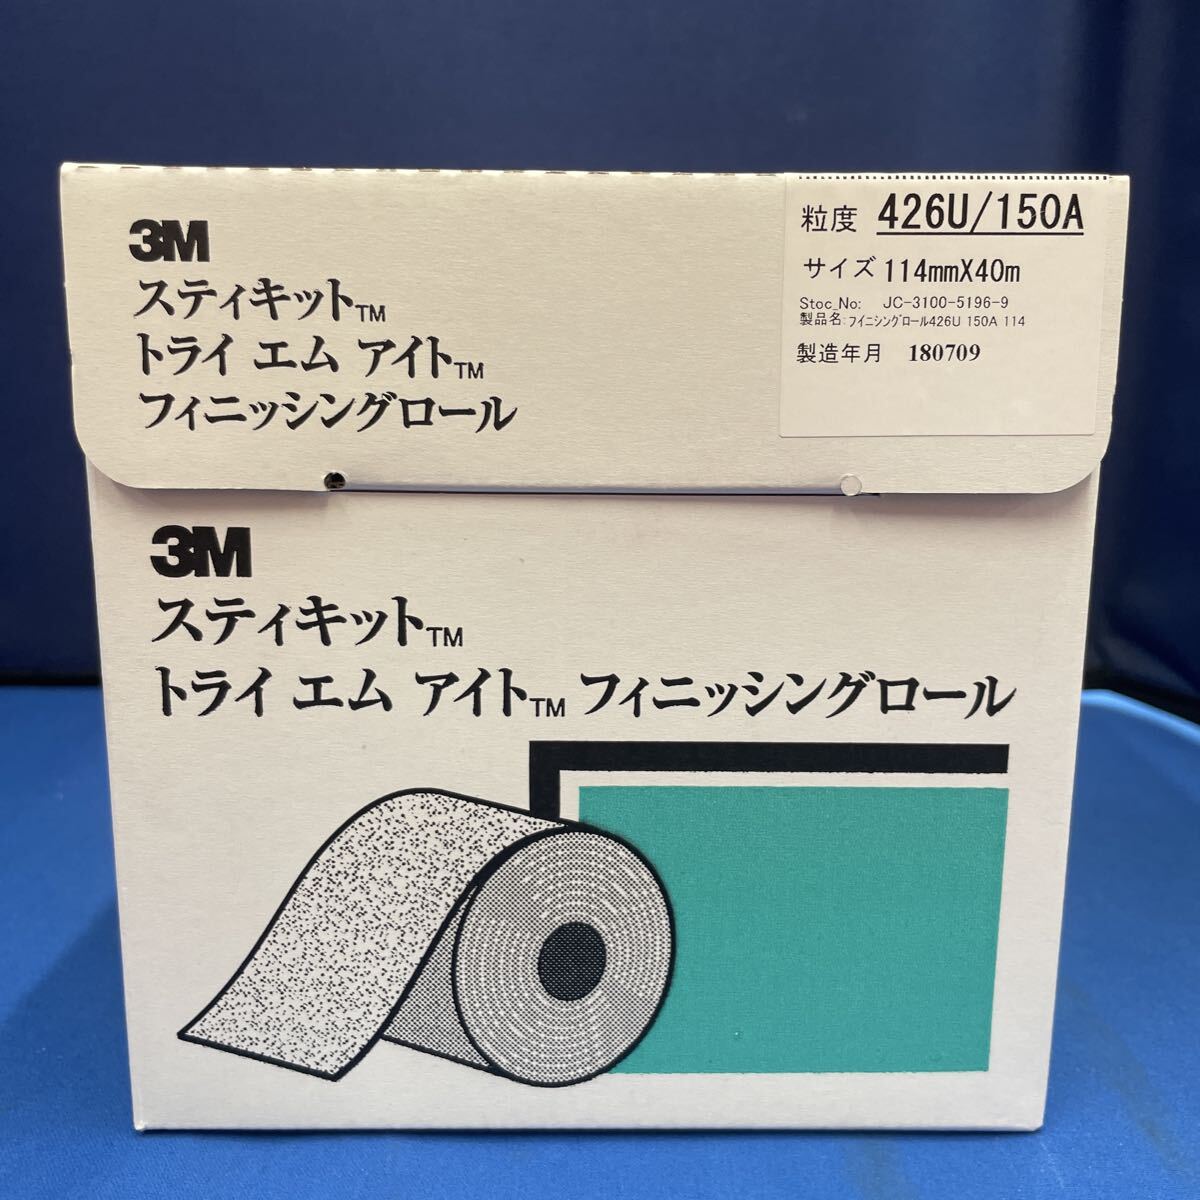 3M
スティキット™
トライ エム アイト™
フィニッシングロール
粒度 426U/150A
サイズ 114mmX40m
Stoc_No: JC-3100-5196-9
製品名:フイニシングロール426U 150A 114
製造年月 180709
3M
スティキット™
トライ エム アイト™ フィニッシングロール